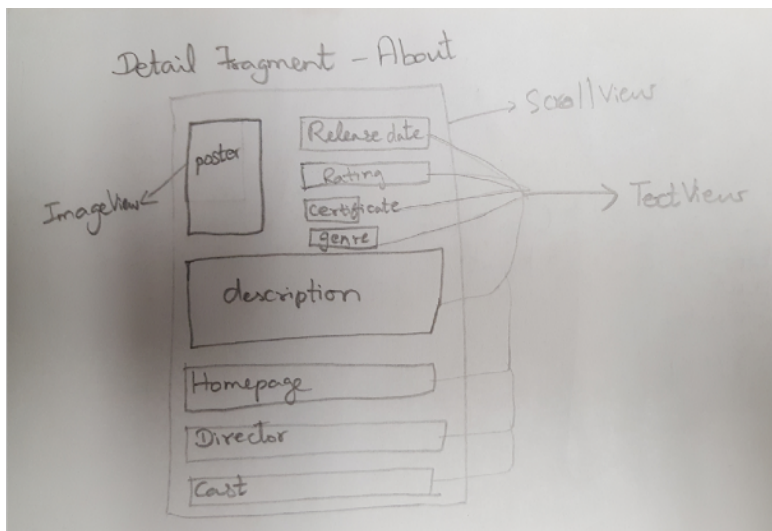 Detail Fragment - About
ScrollView
poster
Release date
Rating
ImageView
certificate
TextViews
genre
description
Homepage
Director
Cast